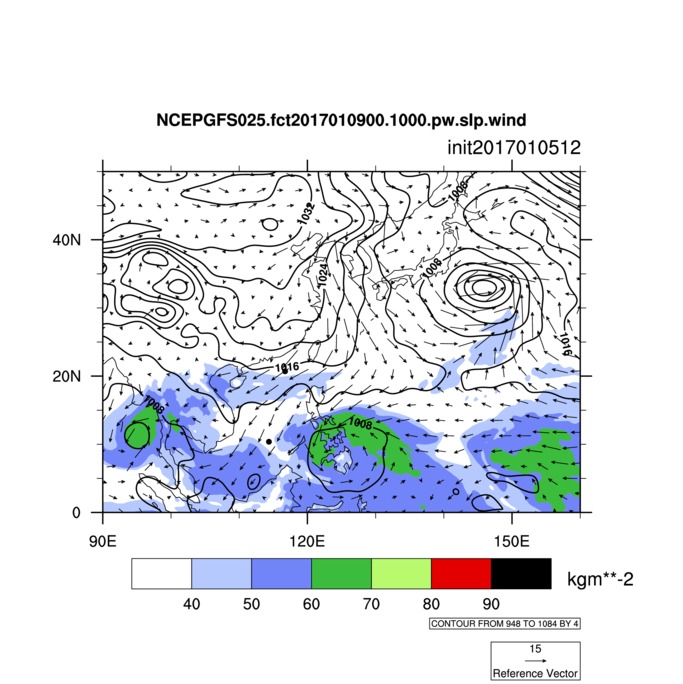 NCEPGFS025.fct2017010900.1000.pw.slp.wind
init2017010512
1008
1032
40N
1008
1024
1016
1016
20N
1008
1008
0
90E 120E 150E
40 50 60 70 80 90
kgm**-2
CONTOUR FROM 948 TO 1084 BY 4
15
Reference Vector